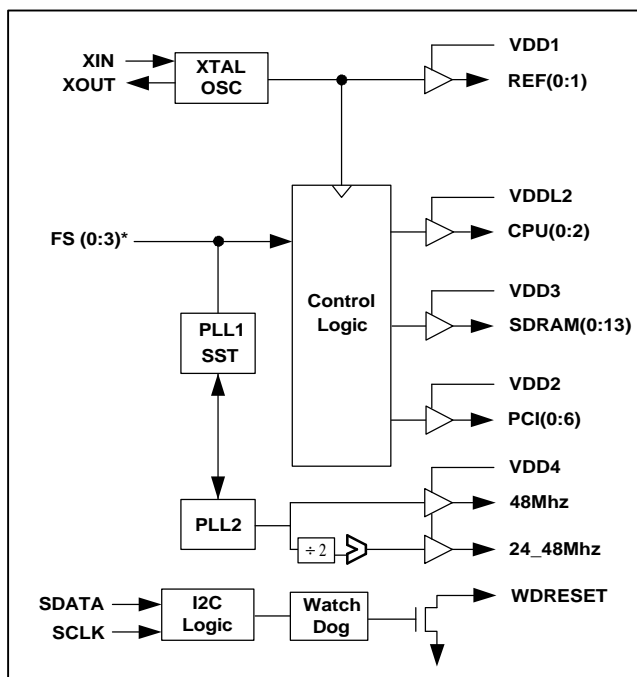 XIN
XOUT
XTAL
OSC
VDD1
REF(0:1)
FS (0:3)*
Control
Logic
VDDL2
CPU(0:2)
VDD3
SDRAM(0:13)
VDD2
PCI(0:6)
PLL1
SST
PLL2
÷ 2
VDD4
48Mhz
24_48Mhz
SDATA
SCLK
I2C
Logic
Watch
Dog
WDRESET